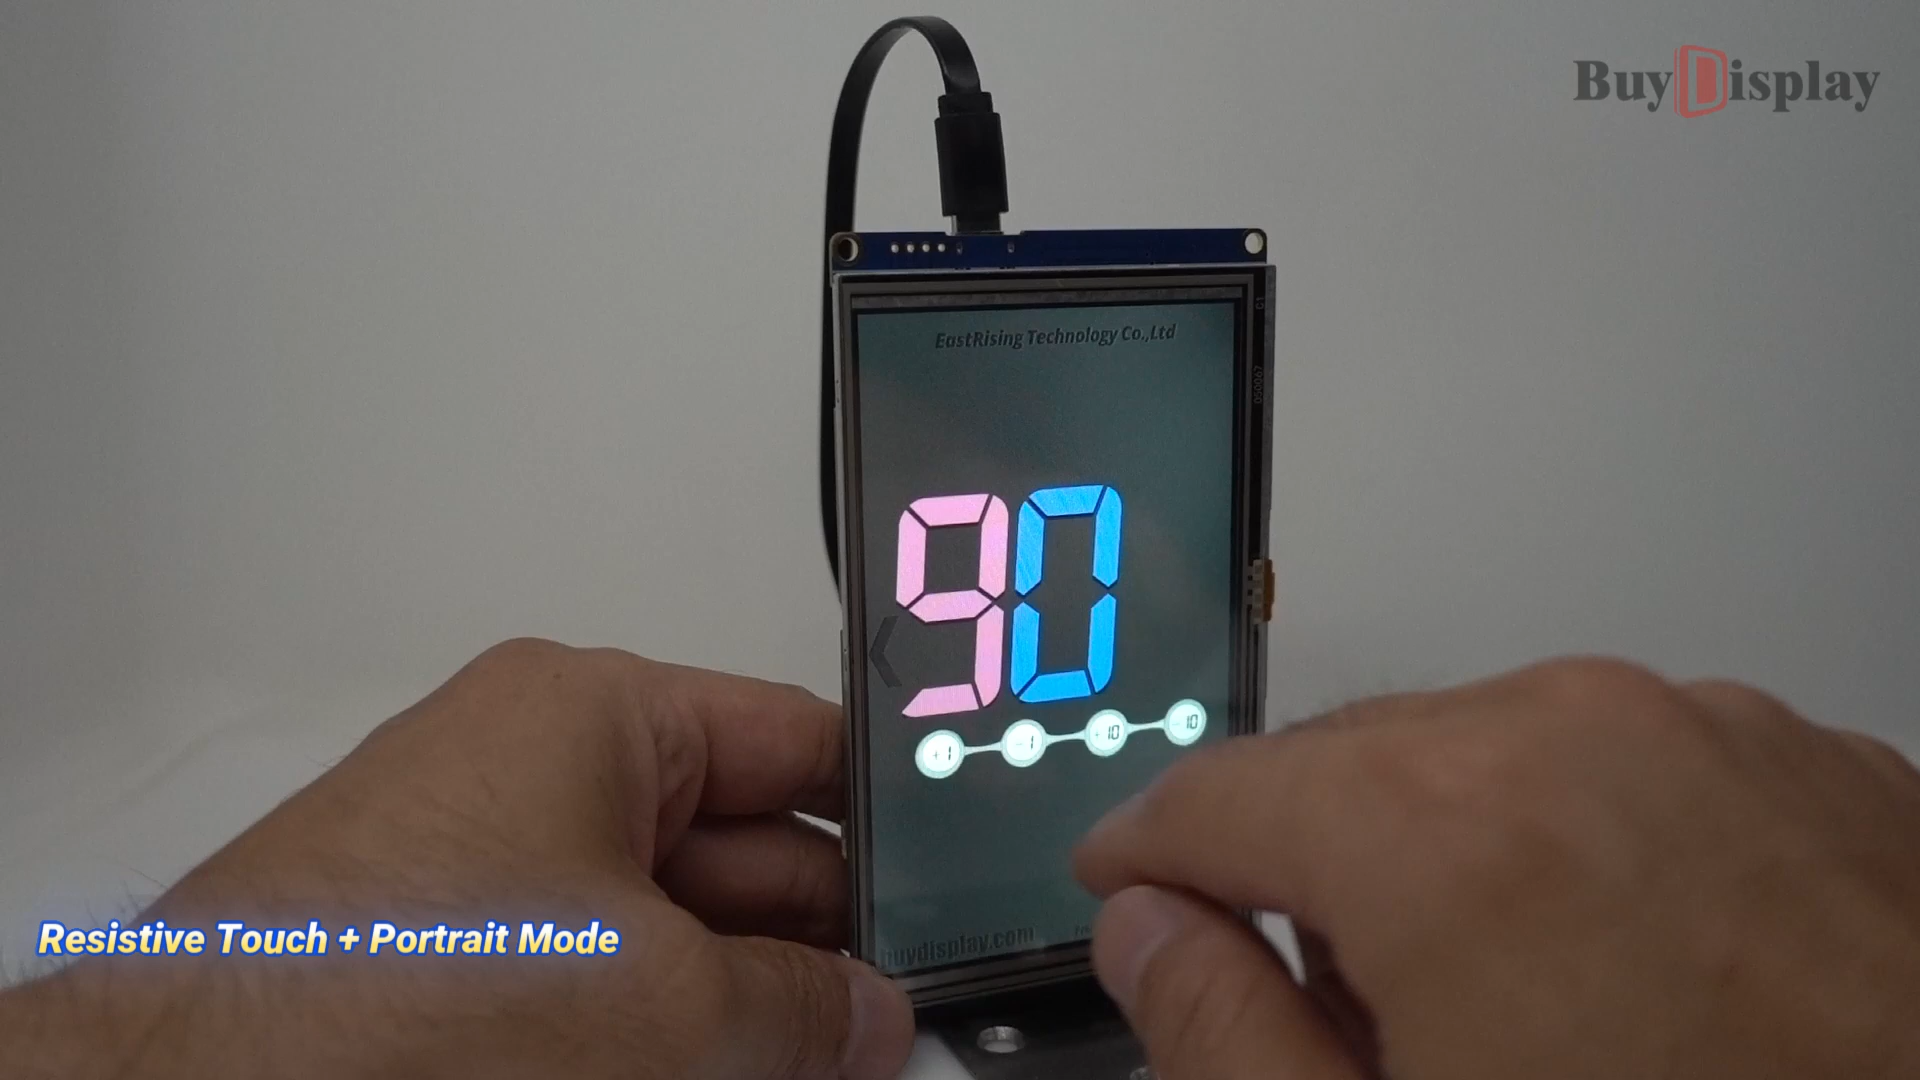 BuyDisplay
EastRising Technology Co.,Ltd
90
+1 -1 +10 -10
buydisplay.com
Resistive Touch + Portrait Mode